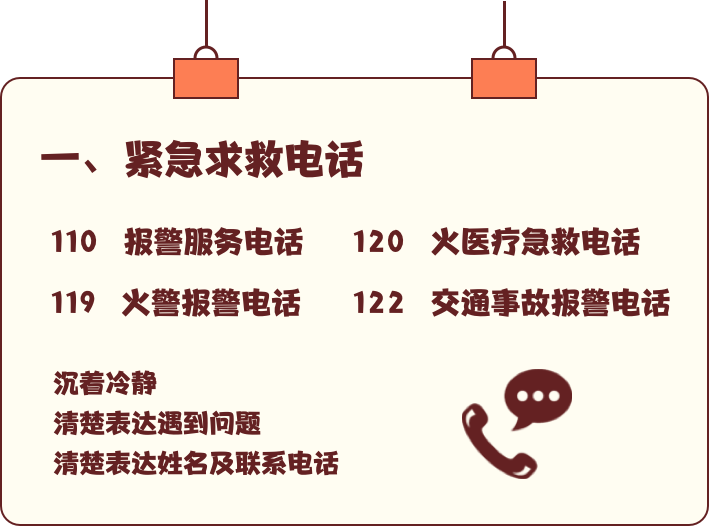 一、紧急求救电话
110 报警服务电话 120 火医疗急救电话
119 火警报警电话 122 交通事故报警电话
沉着冷静
清楚表达遇到问题
清楚表达姓名及联系电话